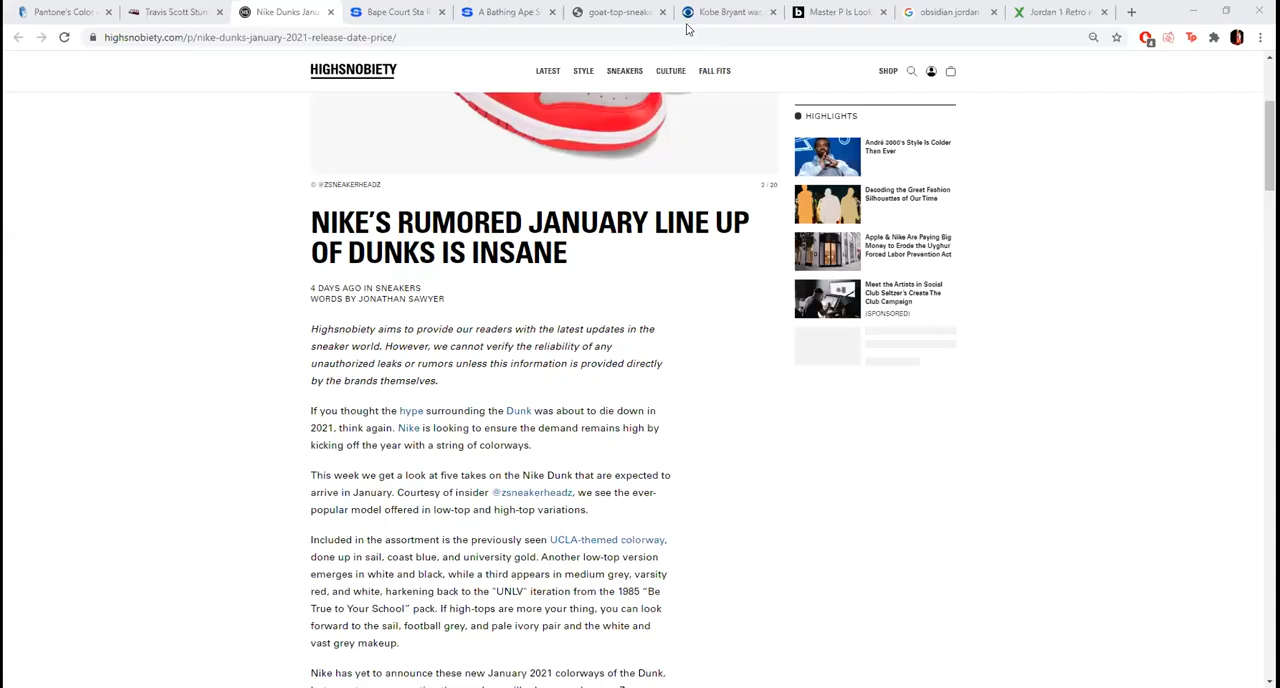 Pantone's Color
Travis Scott Stun
Nike Dunks Janu
Bape Court Sta R
A Bathing Ape S
goat-top-sneake
Kobe Bryant was
Master P Is Look
obsidian jordan
Jordan 1 Retro
highsnobiety.com/p/nike-dunks-january-2021-release-date-price/
4
Tp
HIGHSNOBIETY
LATEST STYLE SNEAKERS CULTURE FALL FITS
SHOP
© @ZSNEAKERHEADZ
2 / 20
NIKE'S RUMORED JANUARY LINE UP
OF DUNKS IS INSANE
4 DAYS AGO IN SNEAKERS
WORDS BY JONATHAN SAWYER
Highsnobiety aims to provide our readers with the latest updates in the
sneaker world. However, we cannot verify the reliability of any
unauthorized leaks or rumors unless this information is provided directly
by the brands themselves.
If you thought the hype surrounding the Dunk was about to die down in
2021, think again. Nike is looking to ensure the demand remains high by
kicking off the year with a string of colorways.
This week we get a look at five takes on the Nike Dunk that are expected to
arrive in January. Courtesy of insider @zsneakerheadz, we see the ever-
popular model offered in low-top and high-top variations.
Included in the assortment is the previously seen UCLA-themed colorway,
done up in sail, coast blue, and university gold. Another low-top version
emerges in white and black, while a third appears in medium grey, varsity
red, and white, harkening back to the "UNLV" iteration from the 1985 "Be
True to Your School" pack. If high-tops are more your thing, you can look
forward to the sail, football grey, and pale ivory pair and the white and
vast grey makeup.
Nike has yet to announce these new January 2021 colorways of the Dunk.
HIGHLIGHTS
André 3000's Style Is Colder
Than Ever
Decoding the Great Fashion
Silhouettes of Our Time
Apple & Nike Are Paying Big
Money to Erode the Uyghur
Forced Labor Prevention Act
Meet the Artists in Social
Club Seltzer's Create The
Club Campaign
(SPONSORED)